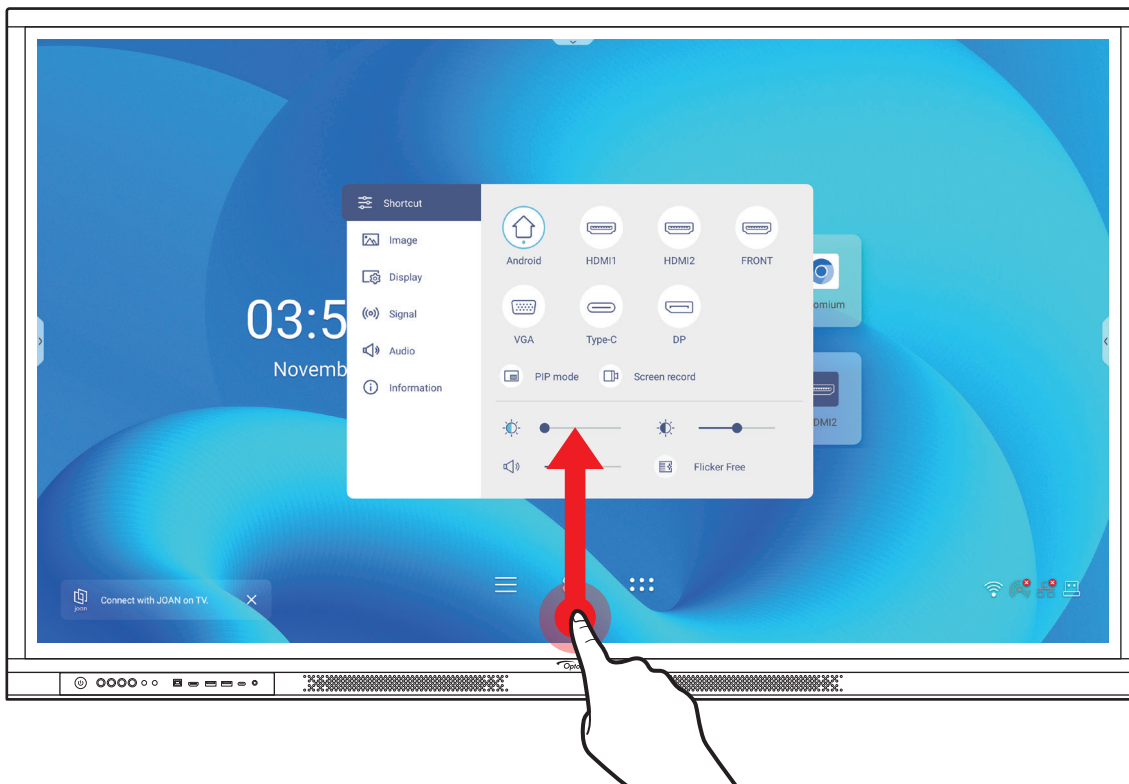 Shortcut
Image
Display
Signal
Audio
Information
Android
HDMI1
HDMI2
FRONT
VGA
Type-C
DP
PIP mode
Screen record
Flicker Free
03:5
Novemb
omium
DMI2
joan
Connect with JOAN on TV.
Opto